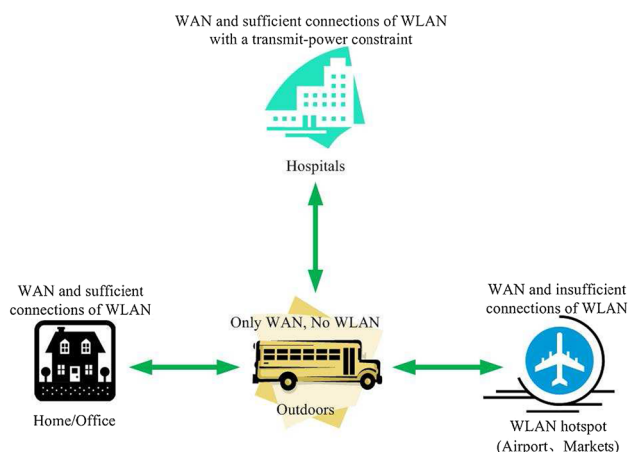 WAN and sufficient connections of WLAN
with a transmit-power constraint
Hospitals
WAN and sufficient
connections of WLAN
Home/Office
Only WAN, No WLAN
Outdoors
WAN and insufficient
connections of WLAN
WLAN hotspot
(Airport、Markets)